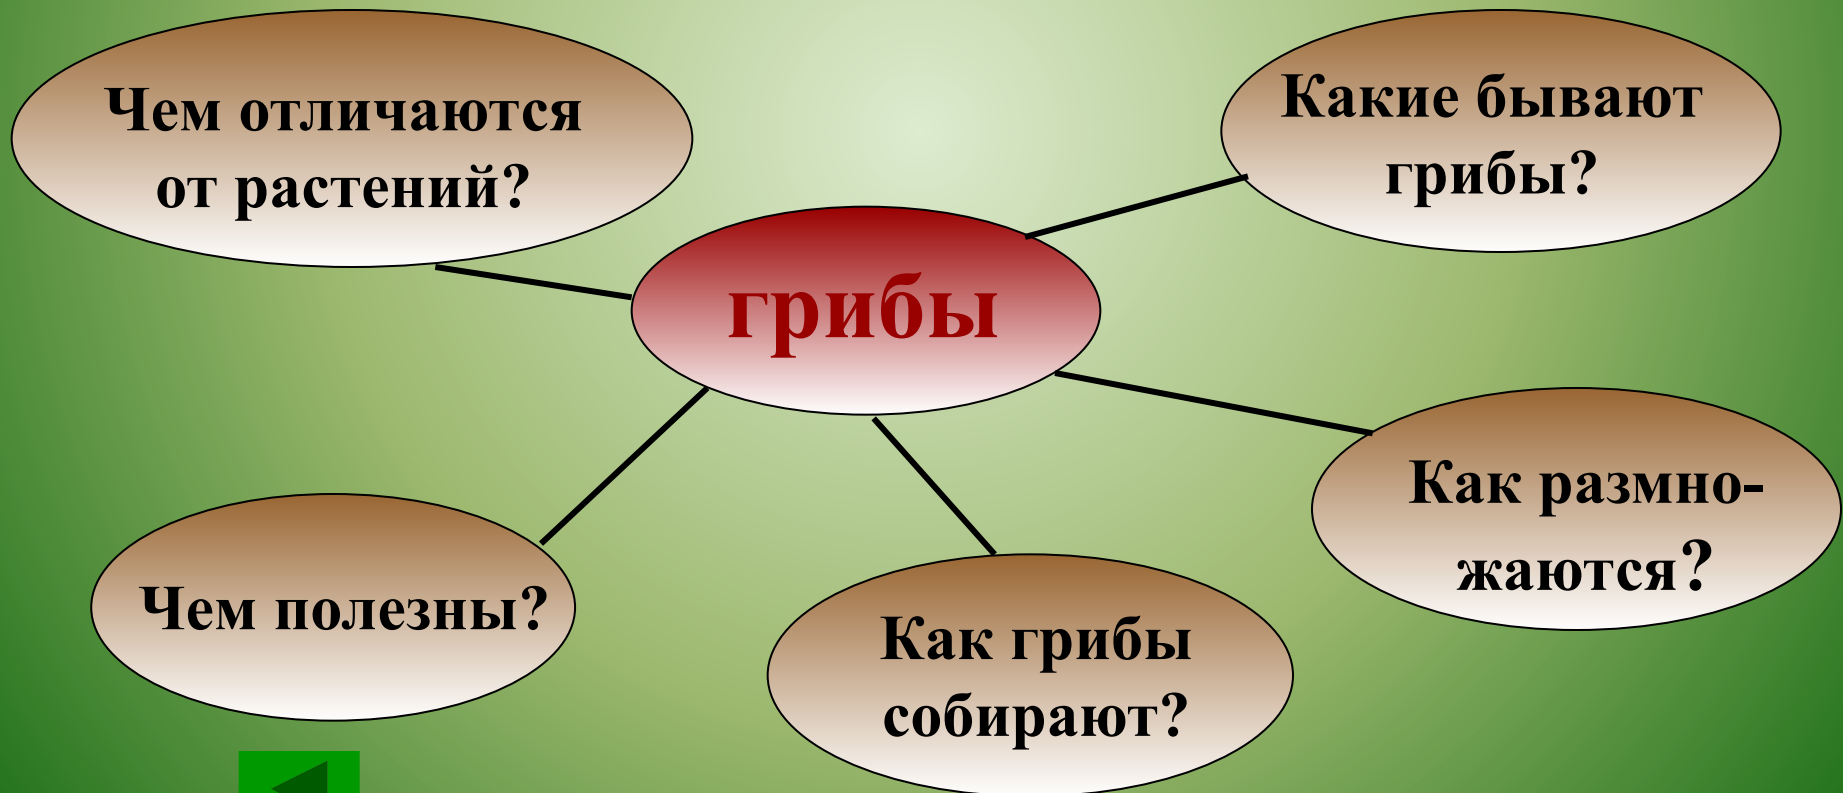 Чем отличаются
от растений?
Какие бывают
грибы?
грибы
Как размно-
жаются?
Чем полезны?
Как грибы
собирают?